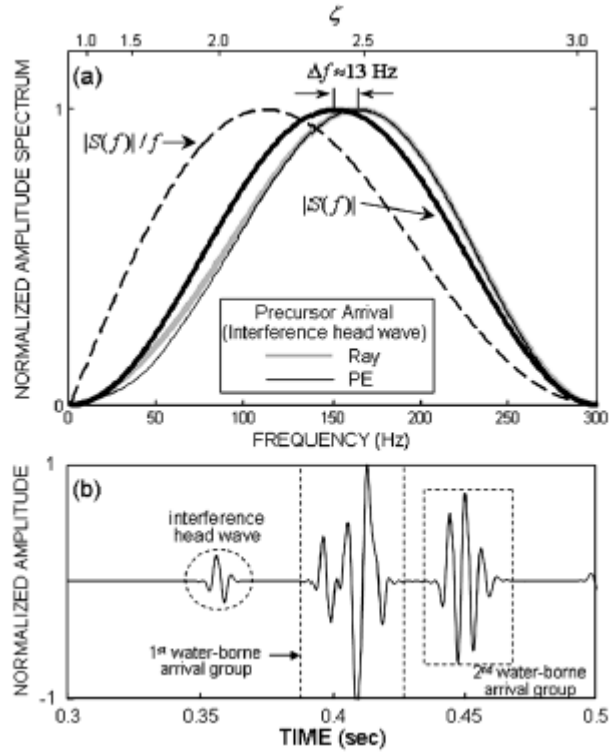 ζ
1.0 1.5 2.0 2.5 3.0
(a)
Δf≈13 Hz
1
|S(f)|/f
|S(f)|
NORMALIZED AMPLITUDE SPECTRUM
Precursor Arrival
(Interference head wave)
Ray
PE
0
0 50 100 150 200 250 300
FREQUENCY (Hz)
1
(b)
interference
head wave
NORMALIZED AMPLITUDE
1st water-borne
arrival group
2nd water-borne
arrival group
-1
0.3 0.35 0.4 0.45 0.5
TIME (sec)